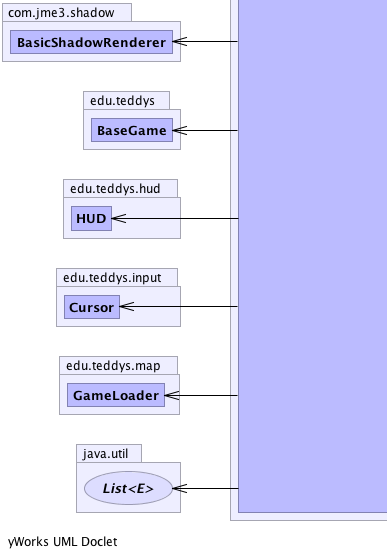 com.jme3.shadow
BasicShadowRenderer
edu.teddys
BaseGame
edu.teddys.hud
HUD
edu.teddys.input
Cursor
edu.teddys.map
GameLoader
java.util
List<E>
yWorks UML Doclet